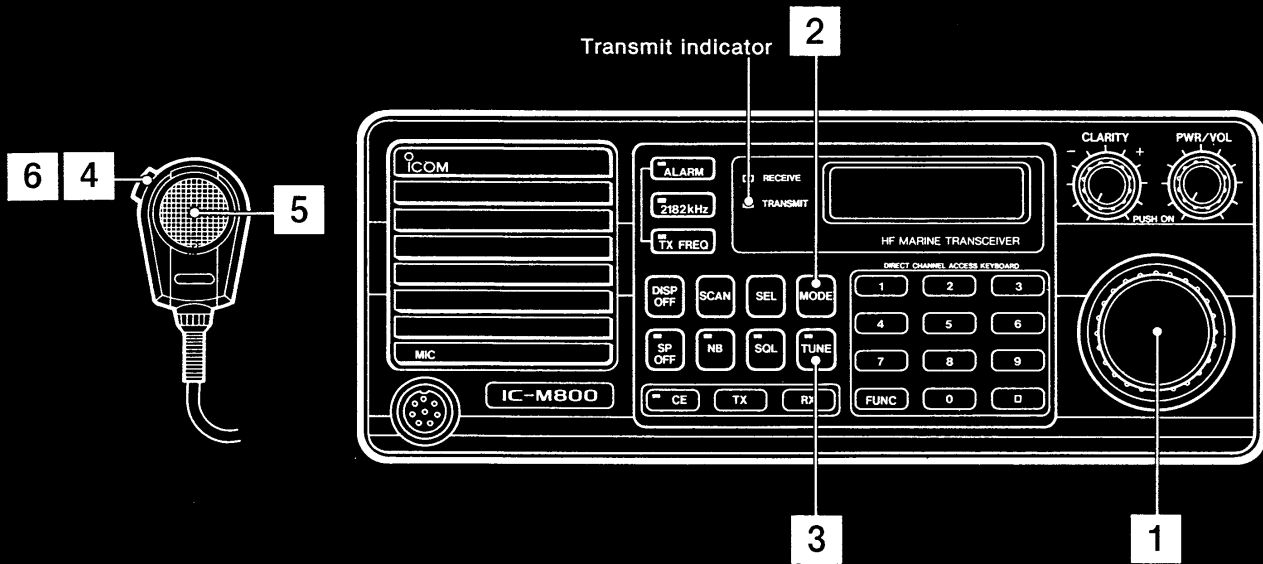 2
Transmit indicator
6 4
5
ICOM
MIC
IC-M800
ALARM
2182kHz
TX FREQ
RECEIVE
TRANSMIT
HF MARINE TRANSCEIVER
CLARITY
- +
PWR/VOL
PUSH ON
DISP OFF
SCAN
SEL
MODE
SP OFF
NB
SQL
TUNE
CE
TX
RX
DIRECT CHANNEL ACCESS KEYBOARD
1 2 3
4 5 6
7 8 9
FUNC 0
3
1